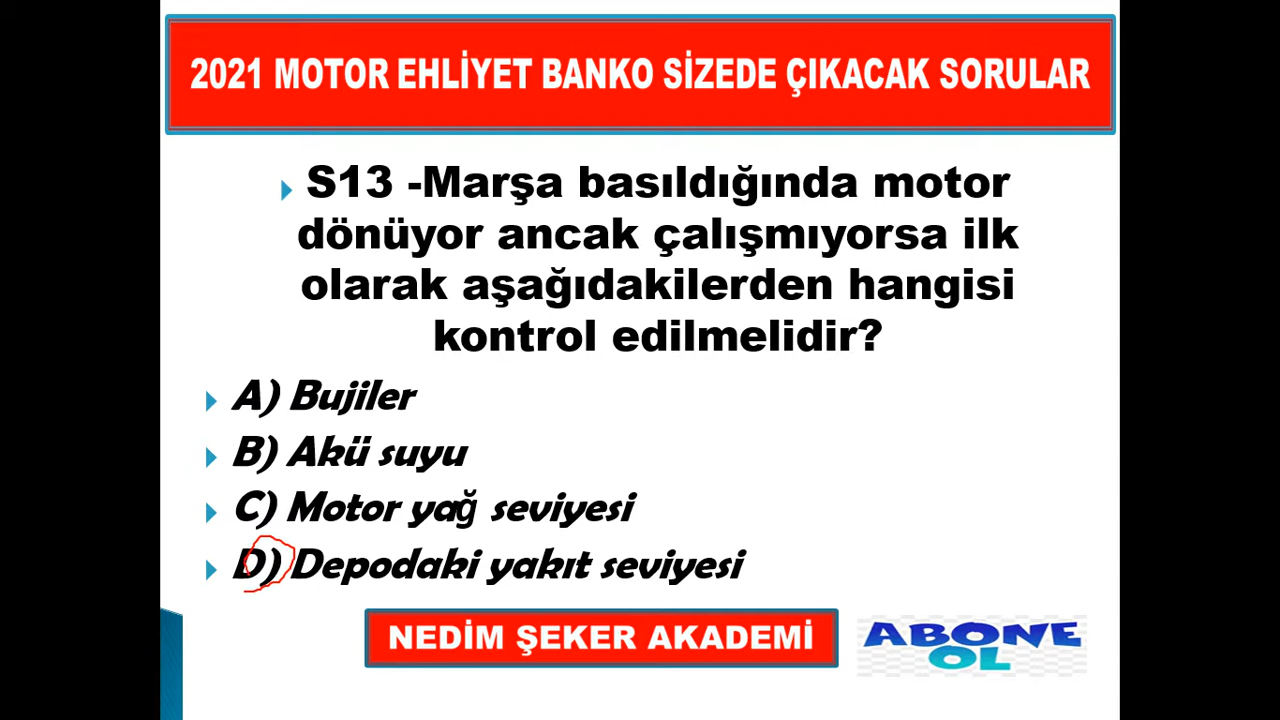 2021 MOTOR EHLİYET BANKO SİZEDE ÇIKACAK SORULAR
S13 -Marşa basıldığında motor
dönüyor ancak çalışmıyorsa ilk
olarak aşağıdakilerden hangisi
kontrol edilmelidir?
A) Bujiler
B) Akü suyu
C) Motor yağ seviyesi
D) Depodaki yakıt seviyesi
NEDİM ŞEKER AKADEMİ
ABONE
OL